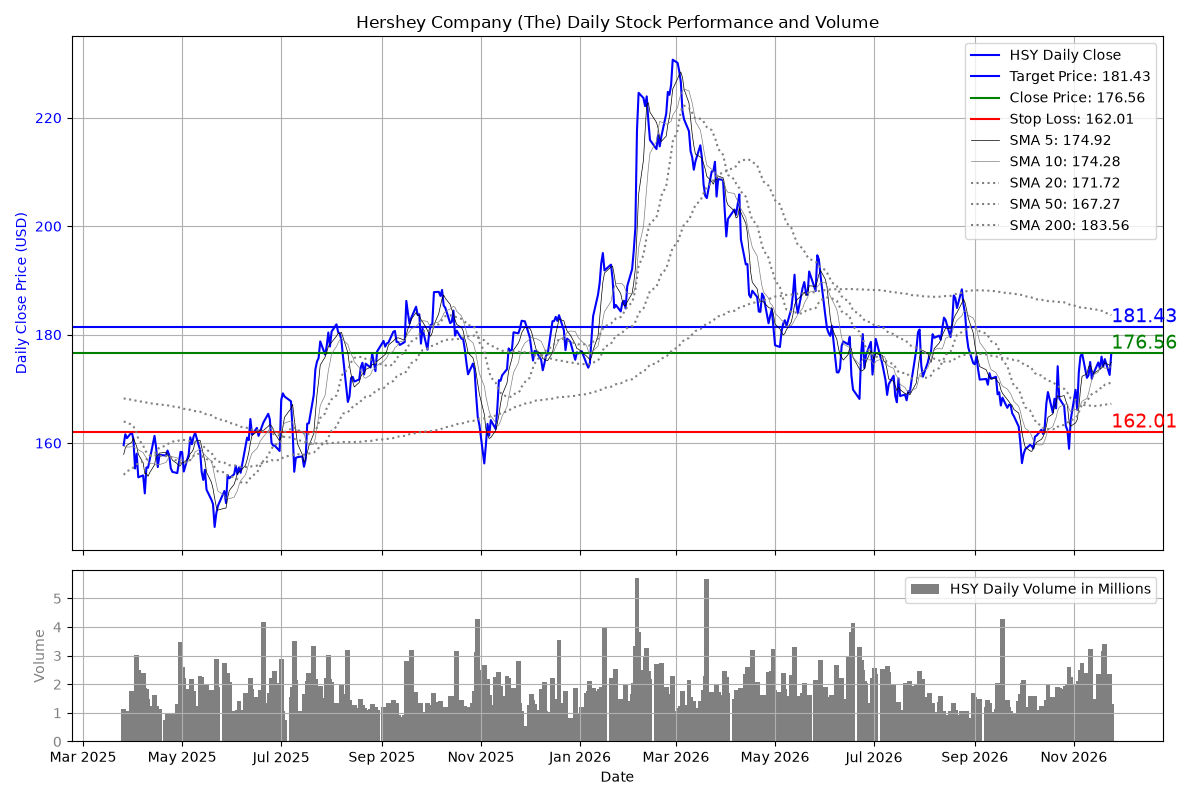 Hershey Company (The) Daily Stock Performance and Volume
HSY Daily Close
Target Price: 181.43
Close Price: 176.56
Stop Loss: 162.01
SMA 5: 174.92
SMA 10: 174.28
SMA 20: 171.72
SMA 50: 167.27
SMA 200: 183.56
Daily Close Price (USD)
220
200
180
160
181.43
176.56
162.01
HSY Daily Volume in Millions
Volume
5
4
3
2
1
0
Mar 2025 May 2025 Jul 2025 Sep 2025 Nov 2025 Jan 2026 Mar 2026 May 2026 Jul 2026 Sep 2026 Nov 2026
Date